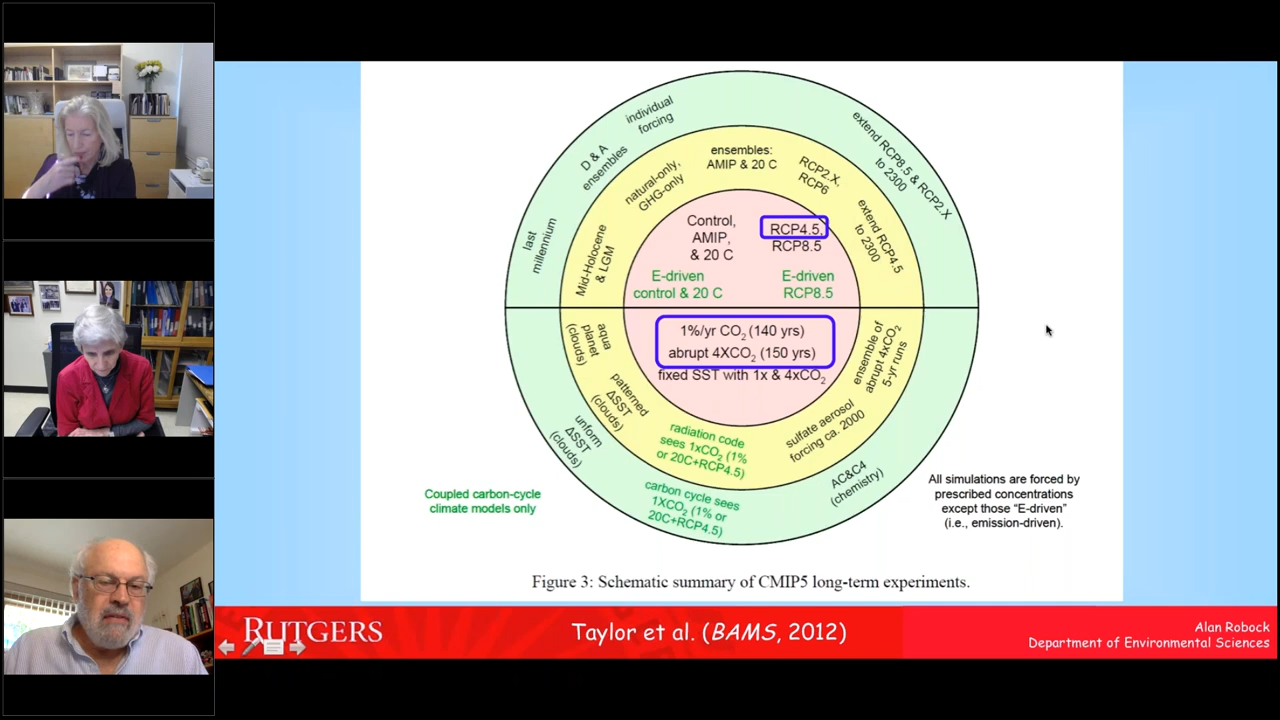 individual
forcing
D & A
ensembles
last
millennium
extend RCP8.5 & RCP2.X
to 2300
natural-only,
GHG-only
ensembles:
AMIP & 20 C
RCP2.X,
RCP6
extend RCP4.5
to 2300
Mid-Holocene
& LGM
Control,
AMIP,
& 20 C
RCP4.5,
RCP8.5
E-driven
control & 20 C
E-driven
RCP8.5
1%/yr CO2 (140 yrs)
abrupt 4XCO2 (150 yrs)
fixed SST with 1x & 4xCO2
aqua
planet
(clouds)
patterned
ΔSST
(clouds)
unform
ΔSST
(clouds)
radiation code
sees 1xCO2 (1%
or 20C+RCP4.5)
carbon cycle sees
1XCO2 (1% or
20C+RCP4.5)
sulfate aerosol
forcing ca. 2000
ensemble of
abrupt 4xCO2
5-yr runs
AC&C4
(chemistry)
Coupled carbon-cycle
climate models only
All simulations are forced by
prescribed concentrations
except those “E-driven”
(i.e., emission-driven).
Figure 3: Schematic summary of CMIP5 long-term experiments.
RUTGERS
Taylor et al. (BAMS, 2012)
Alan Robock
Department of Environmental Sciences